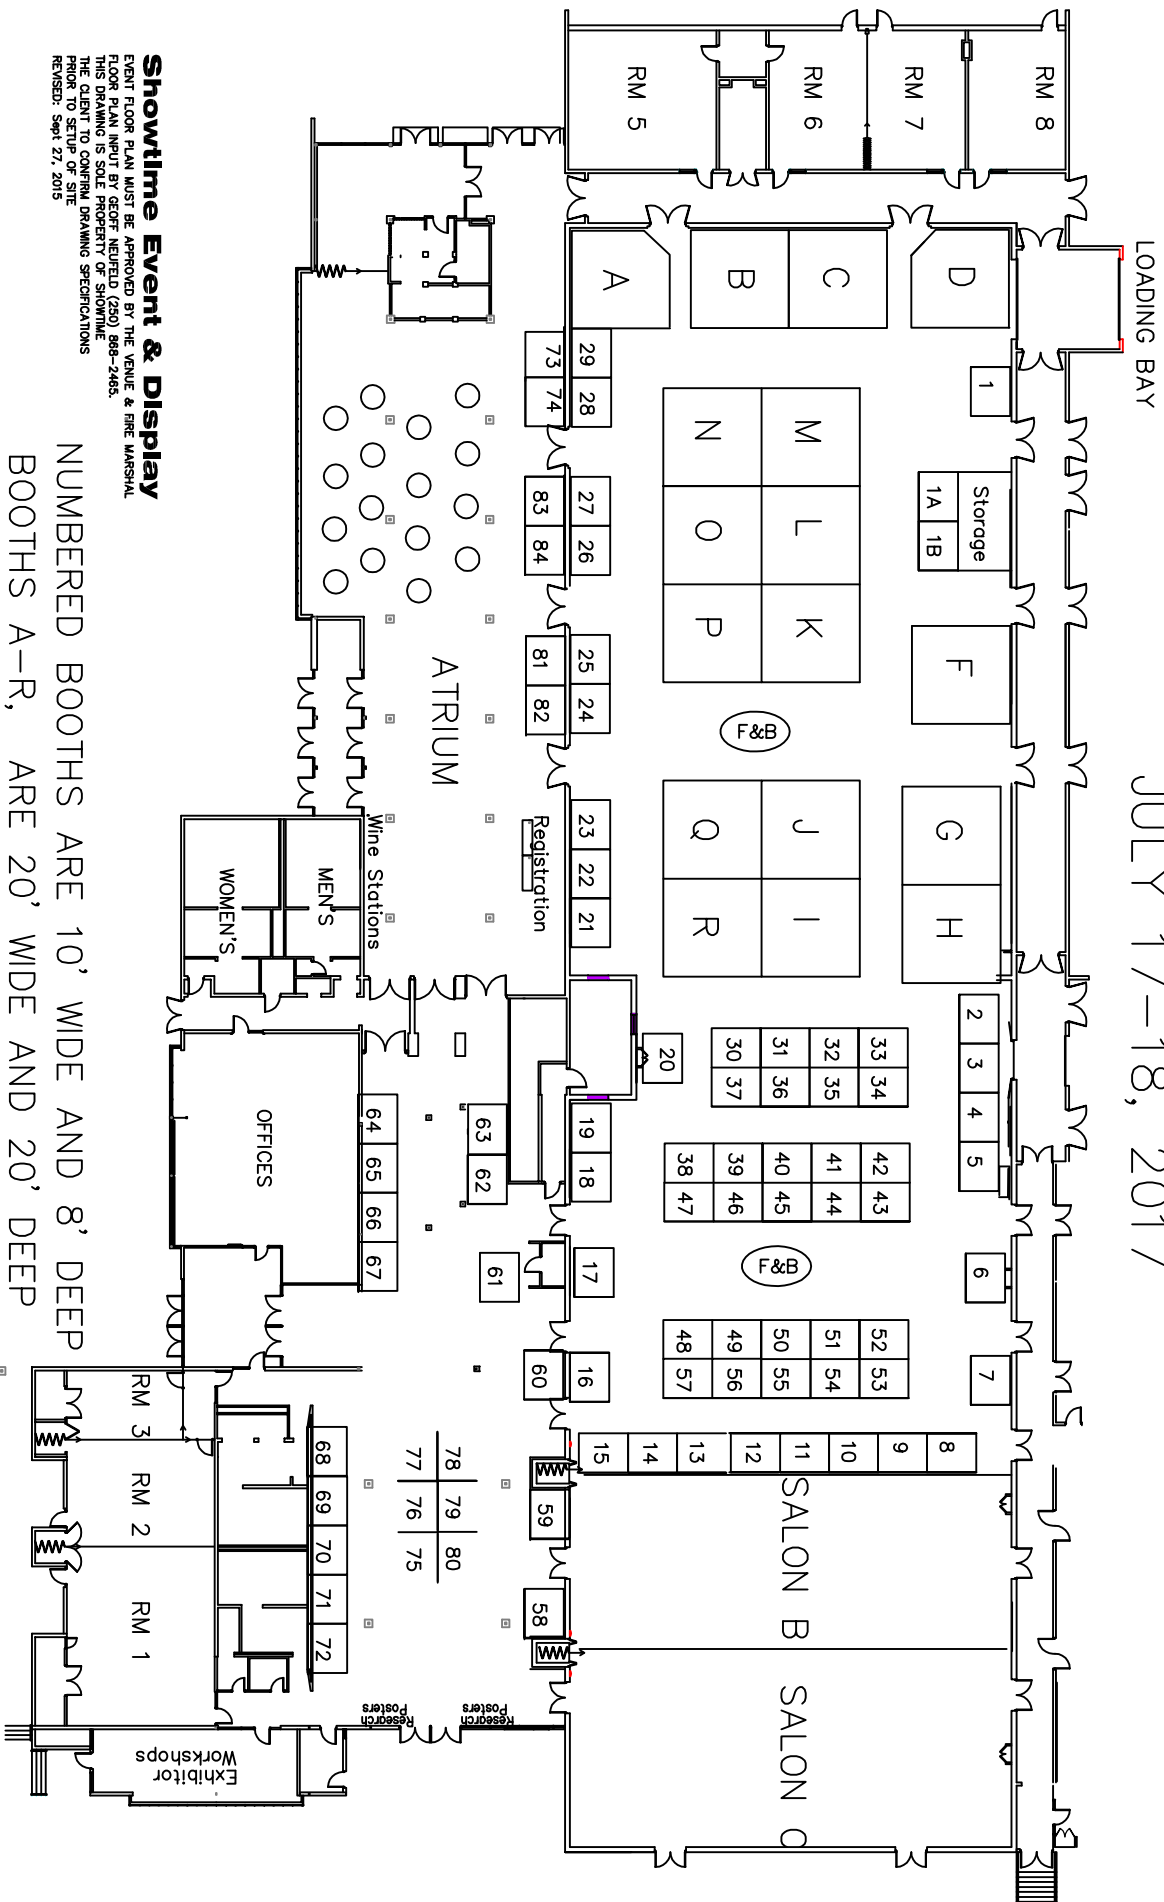 JULY 17-18, 2017
LOADING BAY
RM 8
RM 7
RM 6
RM 5
D
C
B
A
1
Storage
1A
1B
F
G
H
M
L
K
J
I
N
O
P
Q
R
F&B
29
28
27
26
25
24
23
22
21
73
74
83
84
81
82
Registration
ATRIUM
Wine Stations
MEN'S
WOMEN'S
2
3
4
5
6
7
20
33
34
32
35
31
36
30
37
42
43
41
44
40
45
39
46
38
47
F&B
52
53
51
54
50
55
49
56
48
57
19
18
17
16
8
9
10
11
12
13
14
15
SALON B
SALON C
63
62
61
60
59
58
64
65
66
67
OFFICES
78
79
80
77
76
75
68
69
70
71
72
RM 3
RM 2
RM 1
Research
Posters
Research
Posters
Exhibitor
Workshops
Showtime Event & Display
EVENT FLOOR PLAN MUST BE APPROVED BY THE VENUE & FIRE MARSHAL
FLOOR PLAN INPUT BY GEOFF NEUFELD (250) 868-2465.
THIS DRAWING IS SOLE PROPERTY OF SHOWTIME
THE CLIENT TO CONFIRM DRAWING SPECIFICATIONS
PRIOR TO SETUP OF SITE
REVISED: Sept 27, 2015
NUMBERED BOOTHS ARE 10' WIDE AND 8' DEEP
BOOTHS A-R, ARE 20' WIDE AND 20' DEEP